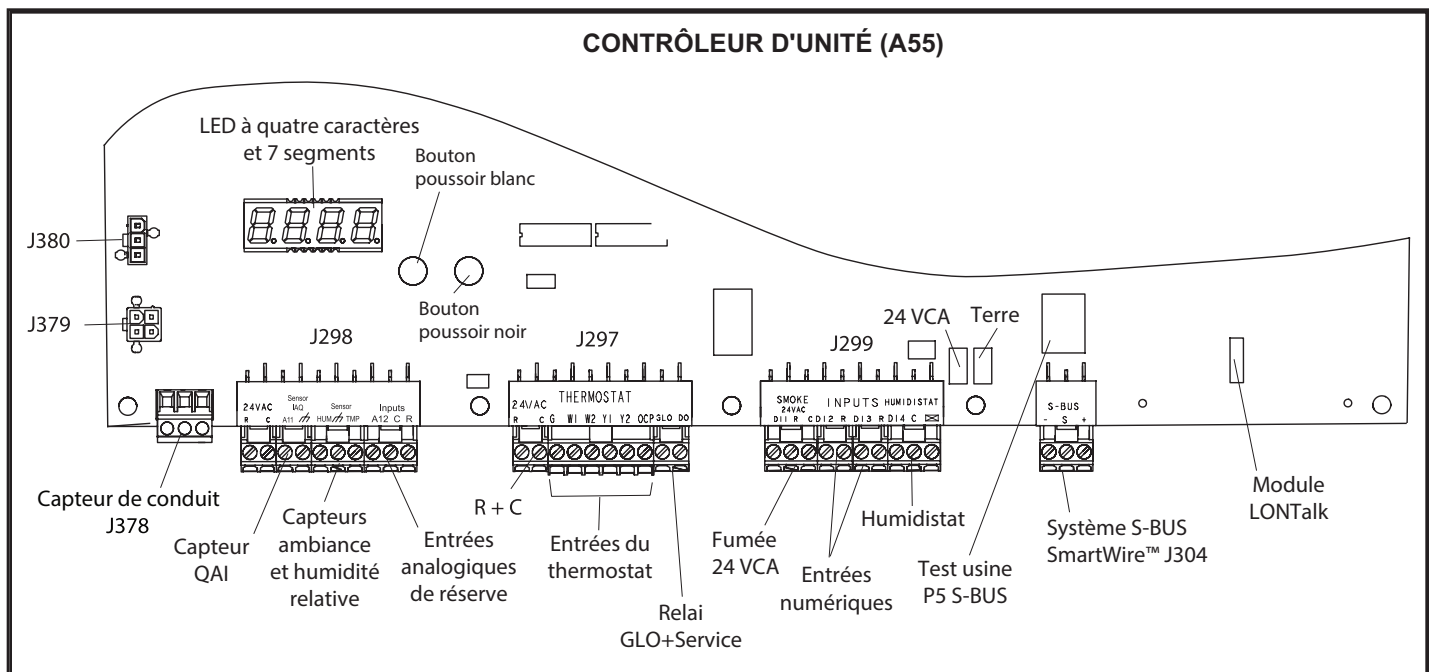 CONTRÔLEUR D'UNITÉ (A55)
LED à quatre caractères
et 7 segments
Bouton
poussoir blanc
J380
J379
Bouton
poussoir noir
24 VCA
Terre
J298
J297
J299
24VAC
R C
Sensor
IAQ
A11
Sensor
HUM TMP
Inputs
A12 C R
THERMOSTAT
24VAC
R C G W1 W2 Y1 Y2 OCP GLO DO
SMOKE
24VAC
INPUTS
HUMIDISTAT
DI1 R C DI2 R DI3 R DI4 C
S-BUS
- S +
Capteur de conduit
J378
Capteur
QAI
Capteurs
ambiance
et humidité
relative
Entrées
analogiques
de réserve
R + C
Entrées du
thermostat
Relai
GLO+Service
Fumée
24 VCA
Entrées
numériques
Humidistat
Test usine
P5 S-BUS
Système S-BUS
SmartWire™ J304
Module
LONTalk